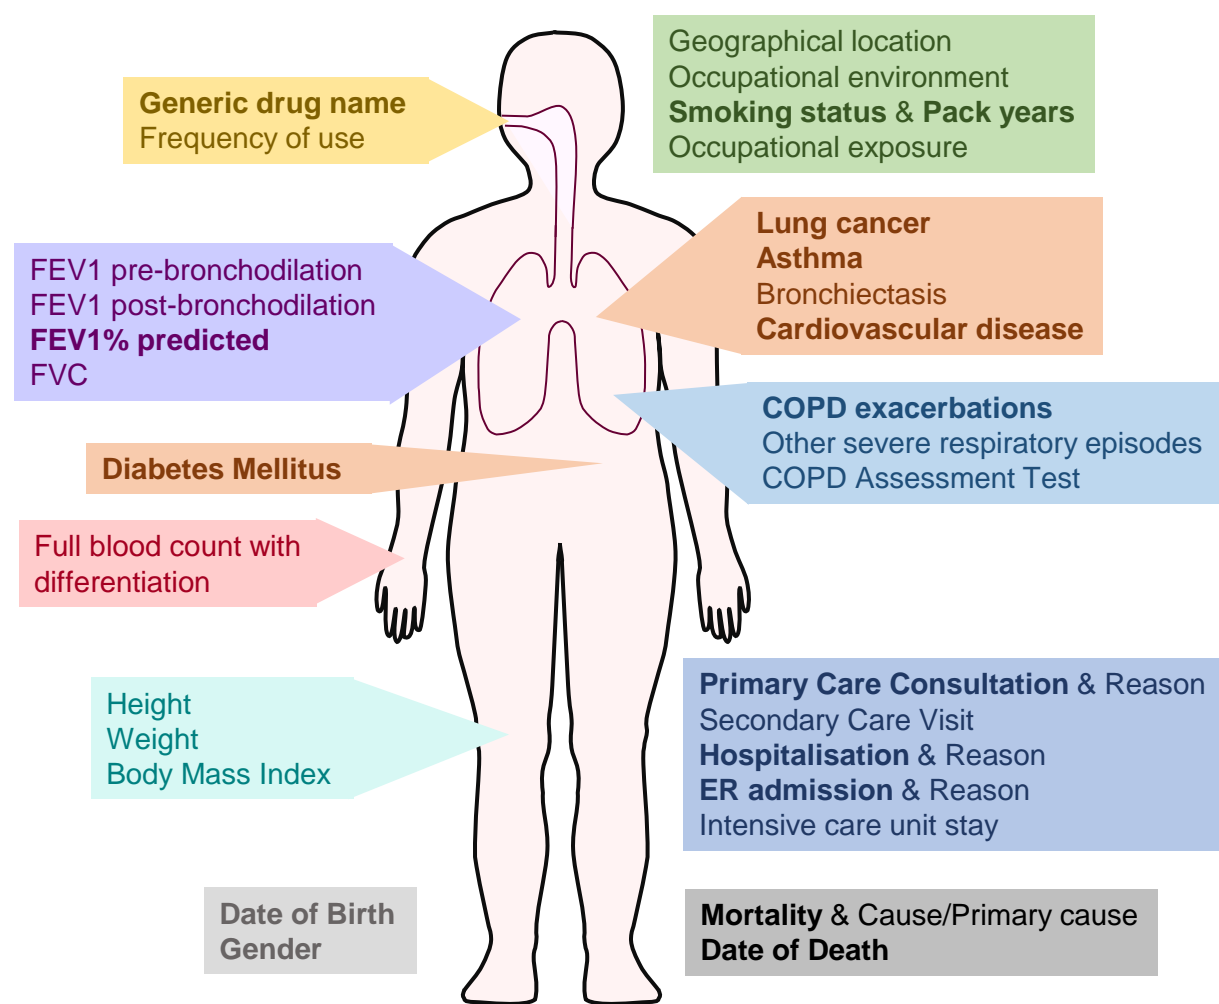 Geographical location
Occupational environment
Smoking status & Pack years
Occupational exposure
Generic drug name
Frequency of use
Lung cancer
Asthma
Bronchiectasis
Cardiovascular disease
FEV1 pre-bronchodilation
FEV1 post-bronchodilation
FEV1% predicted
FVC
COPD exacerbations
Other severe respiratory episodes
COPD Assessment Test
Diabetes Mellitus
Full blood count with
differentiation
Height
Weight
Body Mass Index
Primary Care Consultation & Reason
Secondary Care Visit
Hospitalisation & Reason
ER admission & Reason
Intensive care unit stay
Date of Birth
Gender
Mortality & Cause/Primary cause
Date of Death